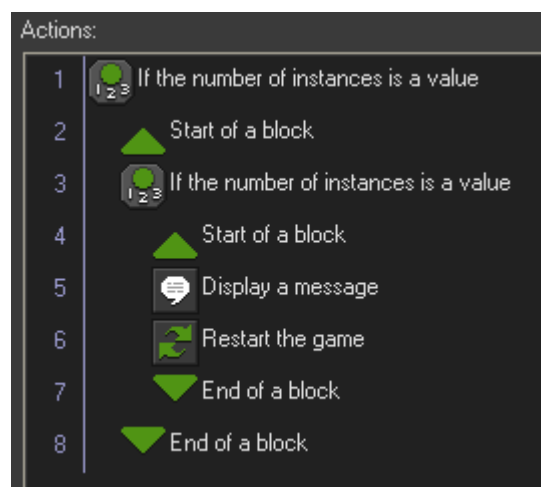 Actions:
1 If the number of instances is a value
2 Start of a block
3 If the number of instances is a value
4 Start of a block
5 Display a message
6 Restart the game
7 End of a block
8 End of a block